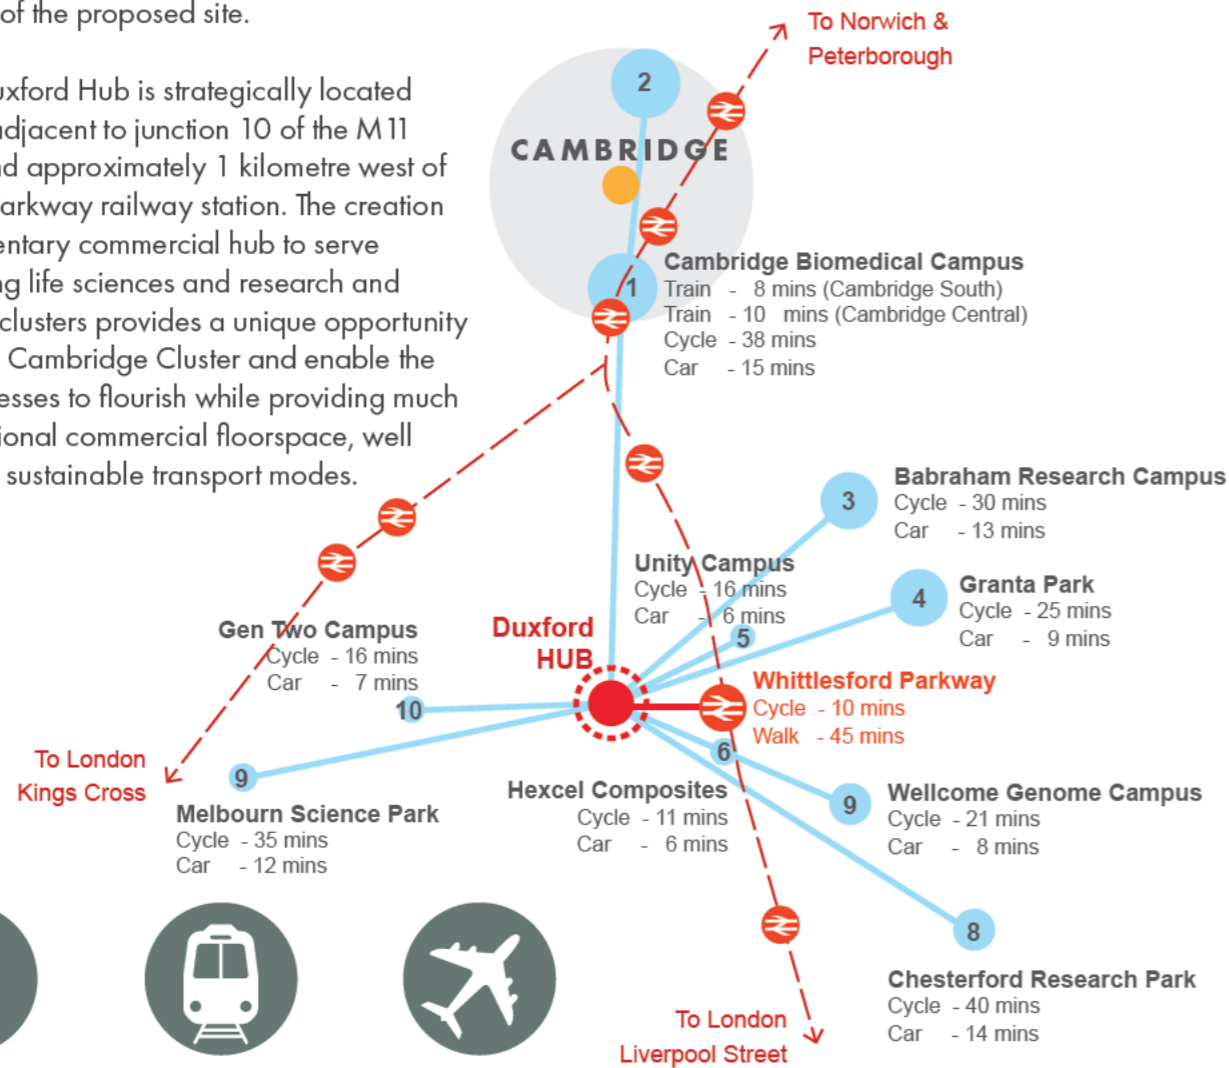 of the proposed site.
uxford Hub is strategically located
adjacent to junction 10 of the M11
nd approximately 1 kilometre west of
arkway railway station. The creation
entary commercial hub to serve
ng life sciences and research and
clusters provides a unique opportunity
Cambridge Cluster and enable the
esses to flourish while providing much
ional commercial floorspace, well
sustainable transport modes.
To Norwich &
Peterborough
2
CAMBRIDGE
1
Cambridge Biomedical Campus
Train - 8 mins (Cambridge South)
Train - 10 mins (Cambridge Central)
Cycle - 38 mins
Car - 15 mins
3
Babraham Research Campus
Cycle - 30 mins
Car - 13 mins
Unity Campus
Cycle - 16 mins
Car - 6 mins
5
4
Granta Park
Cycle - 25 mins
Car - 9 mins
Gen Two Campus
Cycle - 16 mins
Car - 7 mins
10
Duxford
HUB
Whittlesford Parkway
Cycle - 10 mins
Walk - 45 mins
To London
Kings Cross
9
Melbourn Science Park
Cycle - 35 mins
Car - 12 mins
6
Hexcel Composites
Cycle - 11 mins
Car - 6 mins
9
Wellcome Genome Campus
Cycle - 21 mins
Car - 8 mins
8
Chesterford Research Park
Cycle - 40 mins
Car - 14 mins
To London
Liverpool Street